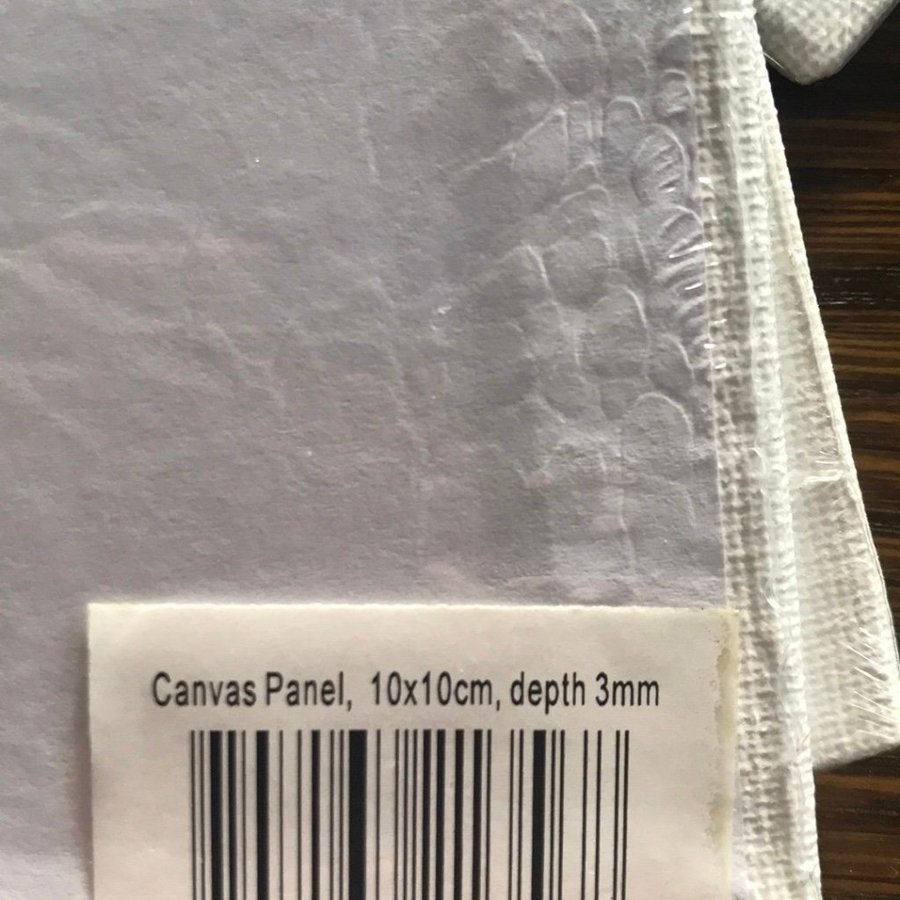 Canvas Panel, 10x10cm, depth 3mm